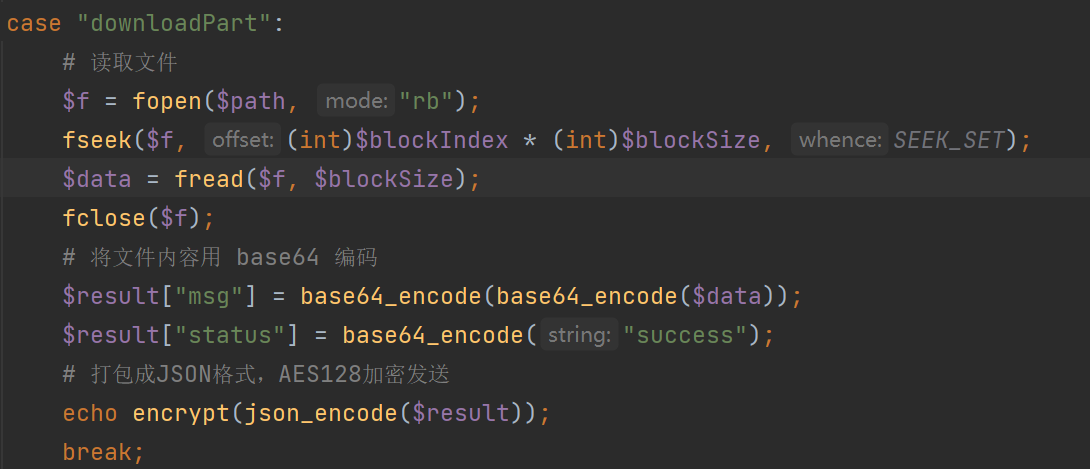 case "downloadPart":
# 读取文件
$f = fopen($path, mode: "rb");
fseek($f, offset: (int)$blockIndex * (int)$blockSize, whence: SEEK_SET);
$data = fread($f, $blockSize);
fclose($f);
# 将文件内容用 base64 编码
$result["msg"] = base64_encode(base64_encode($data));
$result["status"] = base64_encode( string: "success");
# 打包成JSON格式，AES128加密发送
echo encrypt(json_encode($result));
break;